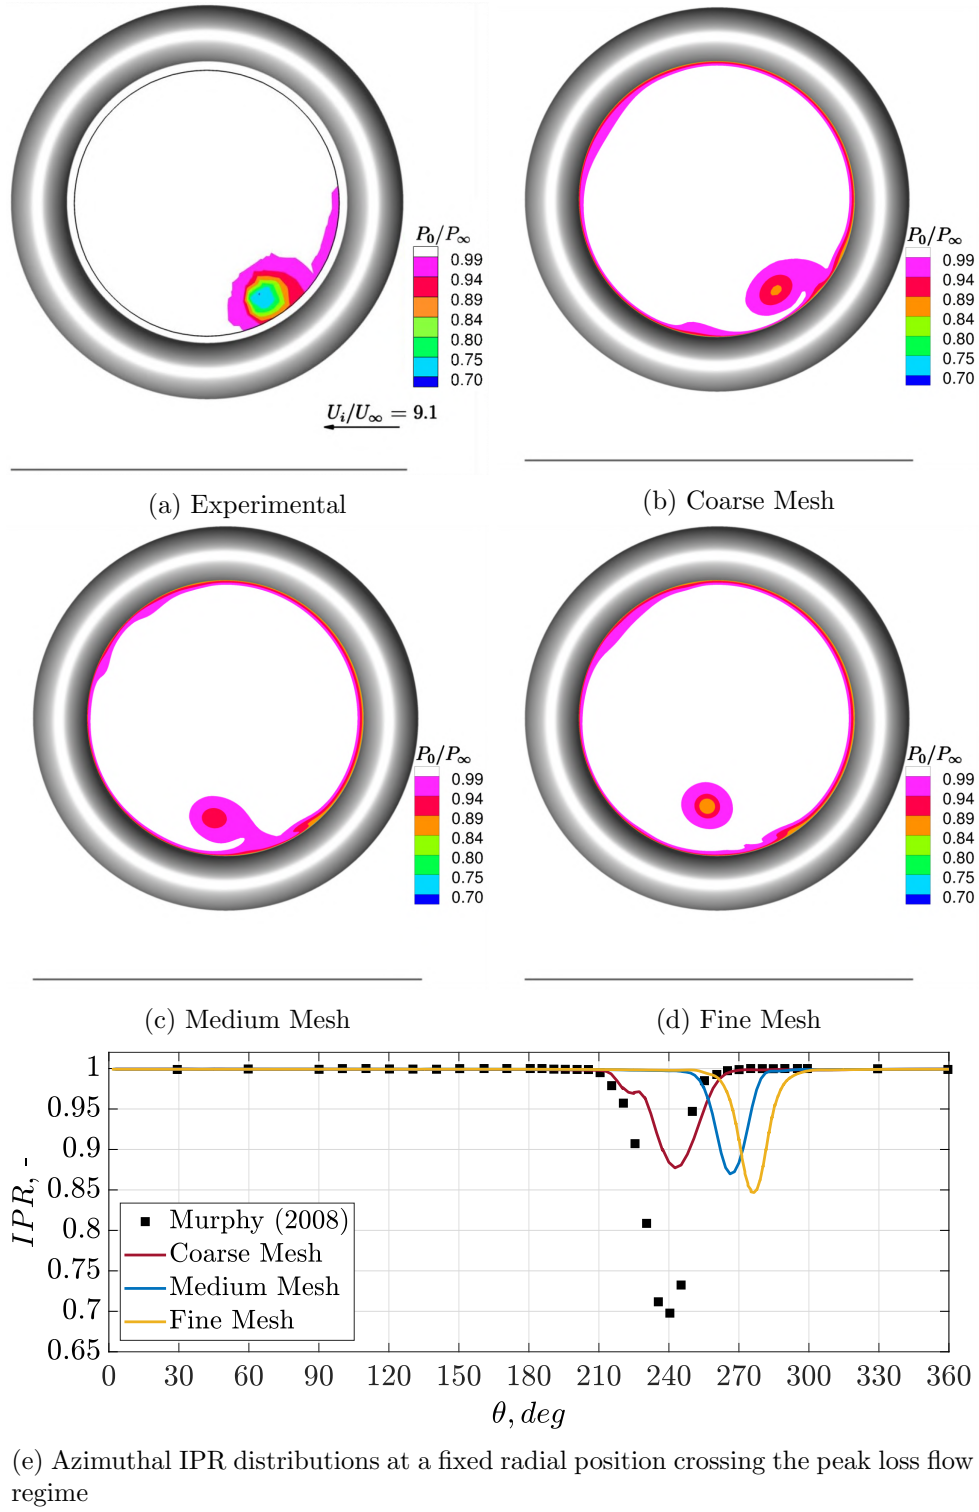 P₀/P∞
0.99
0.94
0.89
0.84
0.80
0.75
0.70
Uᵢ/U∞ = 9.1
(a) Experimental
P₀/P∞
0.99
0.94
0.89
0.84
0.80
0.75
0.70
(b) Coarse Mesh
P₀/P∞
0.99
0.94
0.89
0.84
0.80
0.75
0.70
(c) Medium Mesh
P₀/P∞
0.99
0.94
0.89
0.84
0.80
0.75
0.70
(d) Fine Mesh
1
0.95
0.9
0.85
0.8
0.75
0.7
0.65
IPR, -
Murphy (2008)
Coarse Mesh
Medium Mesh
Fine Mesh
0 30 60 90 120 150 180 210 240 270 300 330 360
θ, deg
(e) Azimuthal IPR distributions at a fixed radial position crossing the peak loss flow
regime